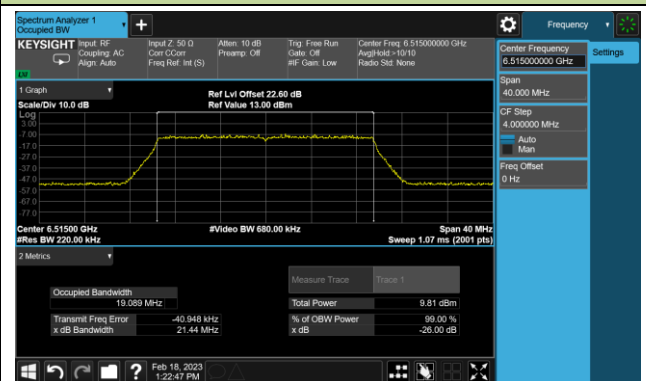 Spectrum Analyzer 1
Occupied BW
+
Frequency
KEYSIGHT
Input: RF
Coupling: AC
Align: Auto
Input Z: 50 Ω
Corr CCorr
Freq Ref: Int (S)
Atten: 10 dB
Preamp: Off
Trig: Free Run
Gate: Off
#IF Gain: Low
Center Freq: 6.515000000 GHz
Avg|Hold:>10/10
Radio Std: None
LXI
Center Frequency
6.515000000 GHz
Settings
Span
40.000 MHz
CF Step
4.000000 MHz
Auto
Man
Freq Offset
0 Hz
1 Graph
Scale/Div 10.0 dB
Ref Lvl Offset 22.60 dB
Ref Value 13.00 dBm
Log
3.00
-7.00
-17.0
-27.0
-37.0
-47.0
-57.0
-67.0
-77.0
Center 6.51500 GHz
#Res BW 220.00 kHz
#Video BW 680.00 kHz
Span 40 MHz
Sweep 1.07 ms (2001 pts)
2 Metrics
Measure Trace
Trace 1
Occupied Bandwidth
19.089 MHz
Total Power
9.81 dBm
Transmit Freq Error
-40.948 kHz
% of OBW Power
99.00 %
x dB Bandwidth
21.44 MHz
x dB
-26.00 dB
?
Feb 18, 2023
1:22:47 PM